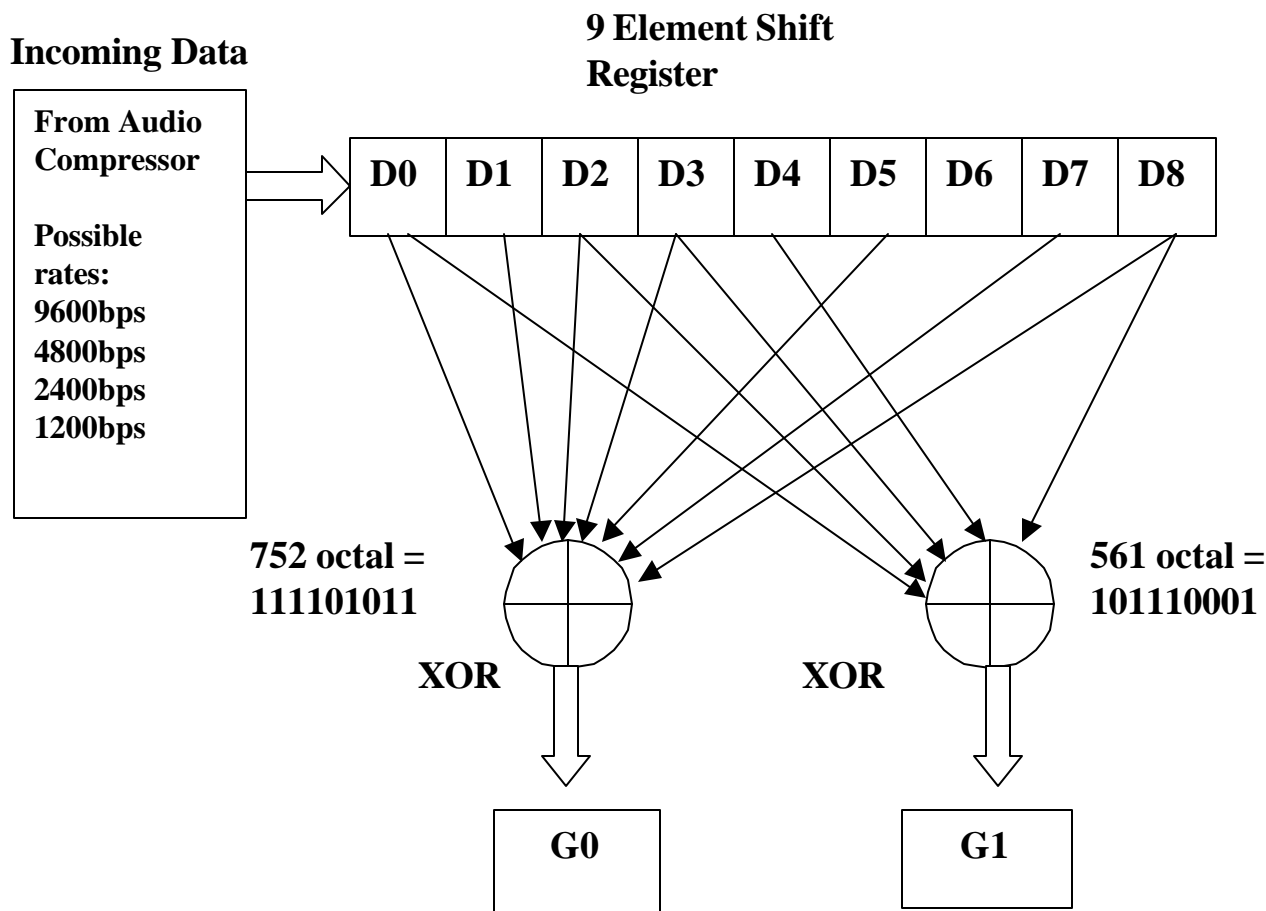 9 Element Shift
Register
Incoming Data
From Audio
Compressor
Possible
rates:
9600bps
4800bps
2400bps
1200bps
D0 D1 D2 D3 D4 D5 D6 D7 D8
752 octal =
111101011
XOR
561 octal =
101110001
XOR
G0
G1